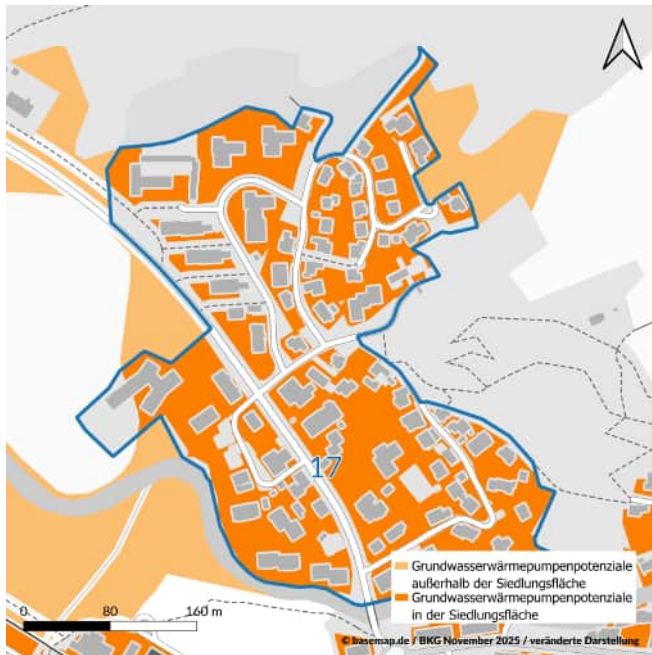 17
Grundwasserwärmepumpenpotenziale
außerhalb der Siedlungsfläche
Grundwasserwärmepumpenpotenziale
in der Siedlungsfläche
0 80 160 m
© basemap.de / BKG November 2025 / veränderte Darstellung